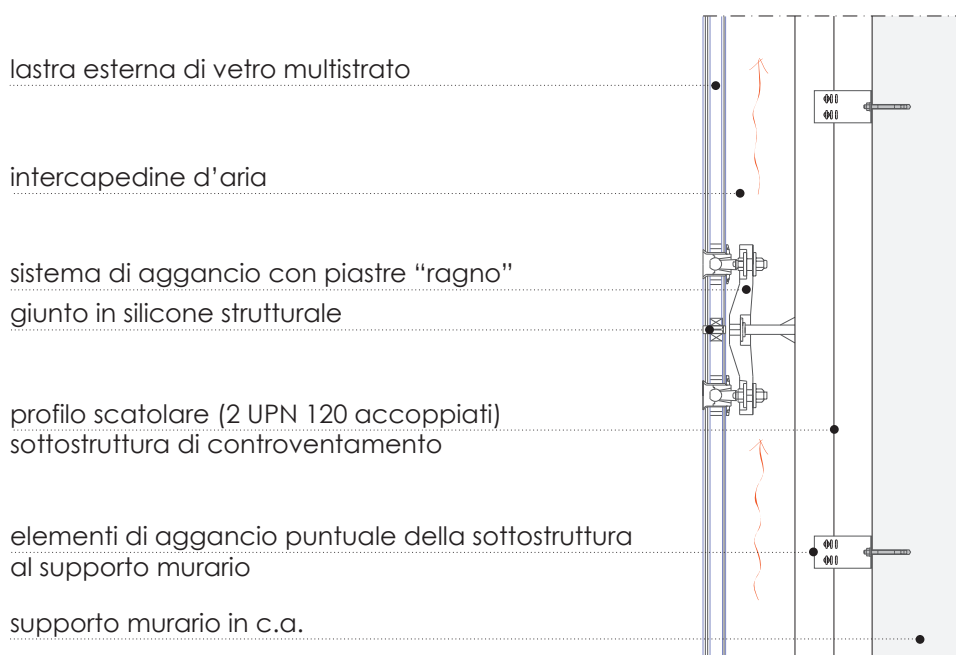 lastra esterna di vetro multistrato
intercapedine d’aria
sistema di aggancio con piastre “ragno”
giunto in silicone strutturale
profilo scatolare (2 UPN 120 accoppiati)
sottostruttura di controventamento
elementi di aggancio puntuale della sottostruttura
al supporto murario
supporto murario in c.a.